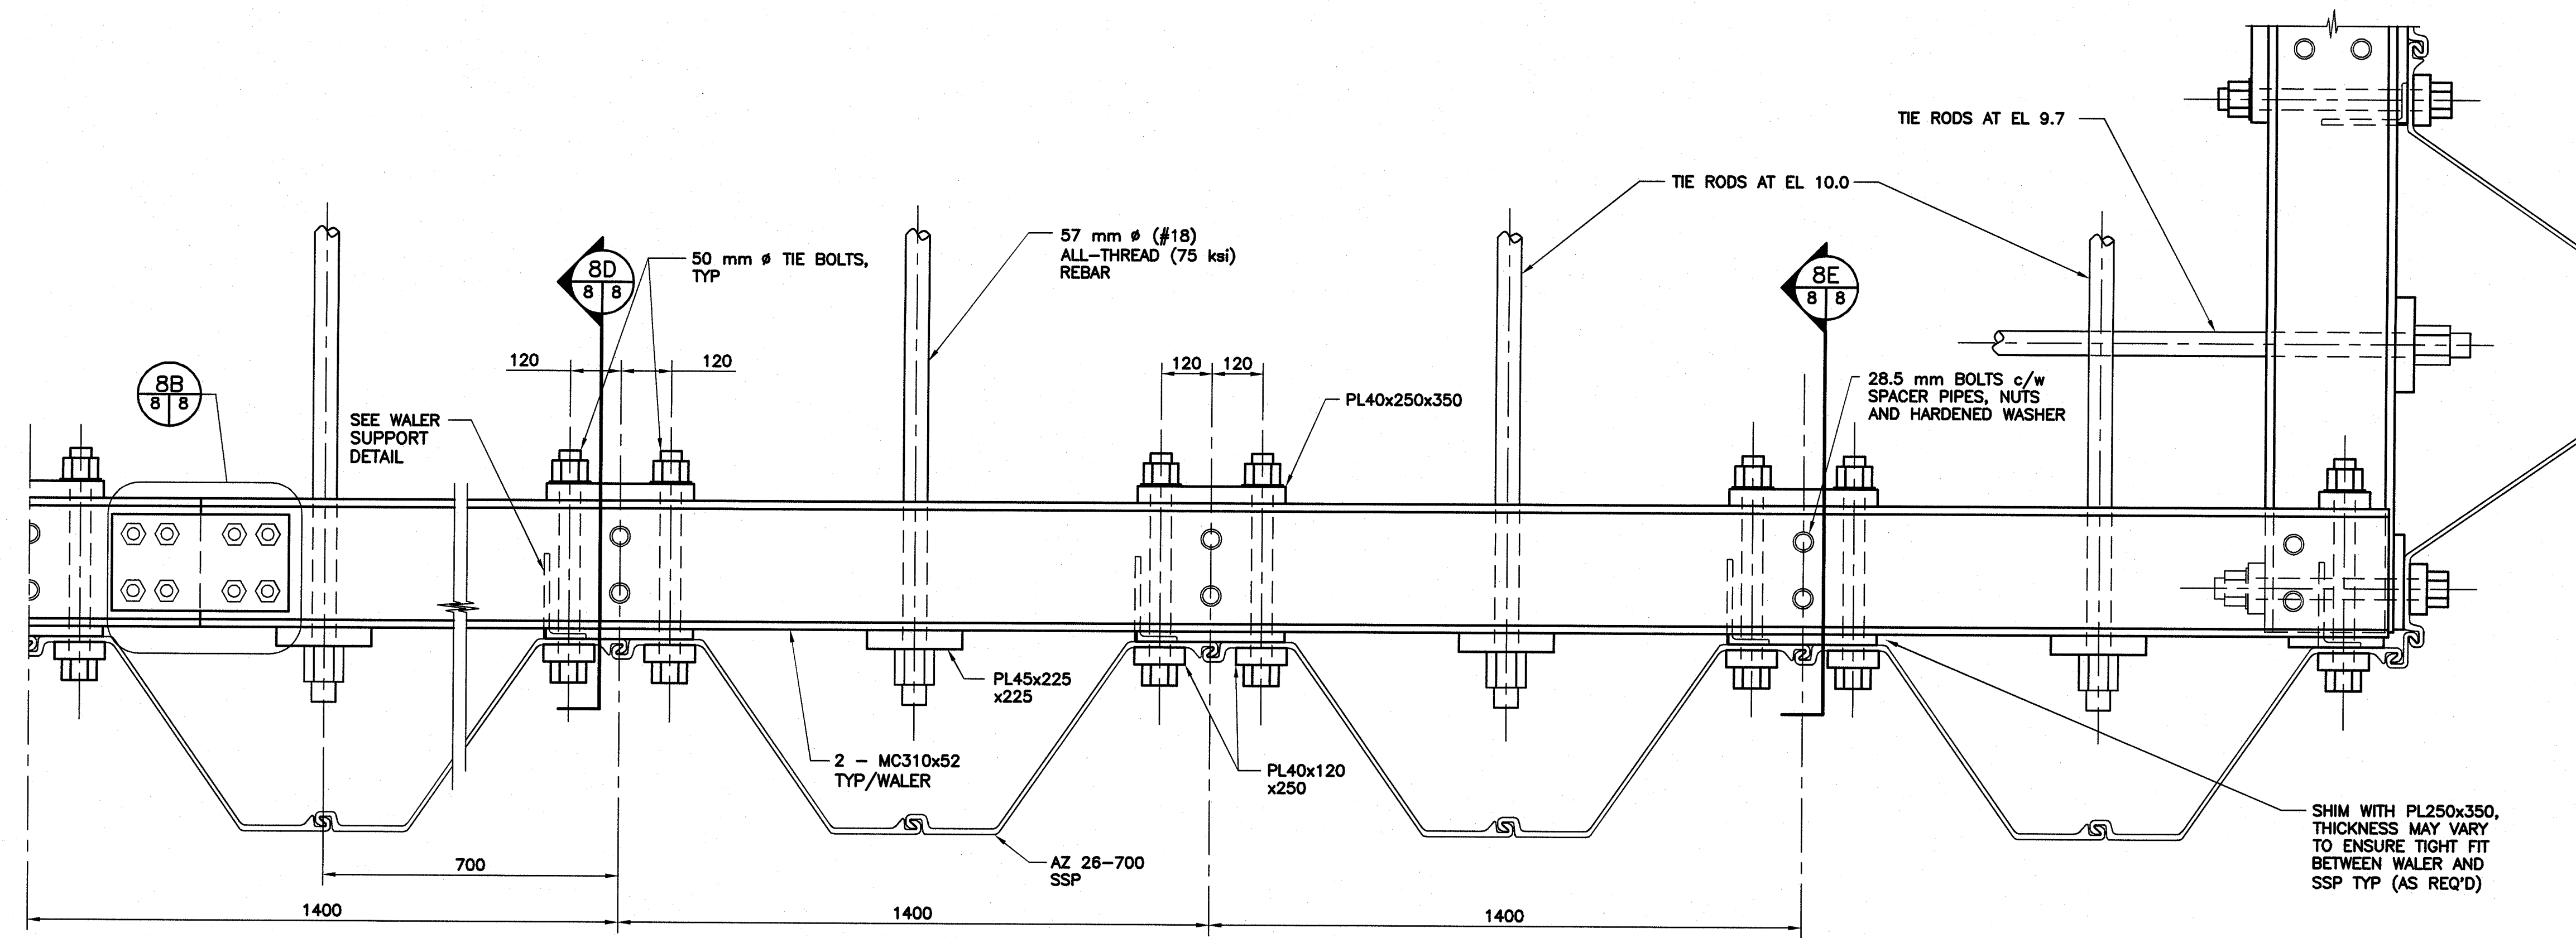 TIE RODS AT EL 9.7
TIE RODS AT EL 10.0
57 mm ø (#18)
ALL-THREAD (75 ksi)
REBAR
50 mm ø TIE BOLTS,
TYP
8D
8 8
8E
8 8
8B
8 8
120
120
120
120
SEE WALER
SUPPORT
DETAIL
PL40x250x350
28.5 mm BOLTS c/w
SPACER PIPES, NUTS
AND HARDENED WASHER
PL45x225
x225
2 - MC310x52
TYP/WALER
PL40x120
x250
SHIM WITH PL250x350,
THICKNESS MAY VARY
TO ENSURE TIGHT FIT
BETWEEN WALER AND
SSP TYP (AS REQ'D)
AZ 26-700
SSP
700
1400
1400
1400